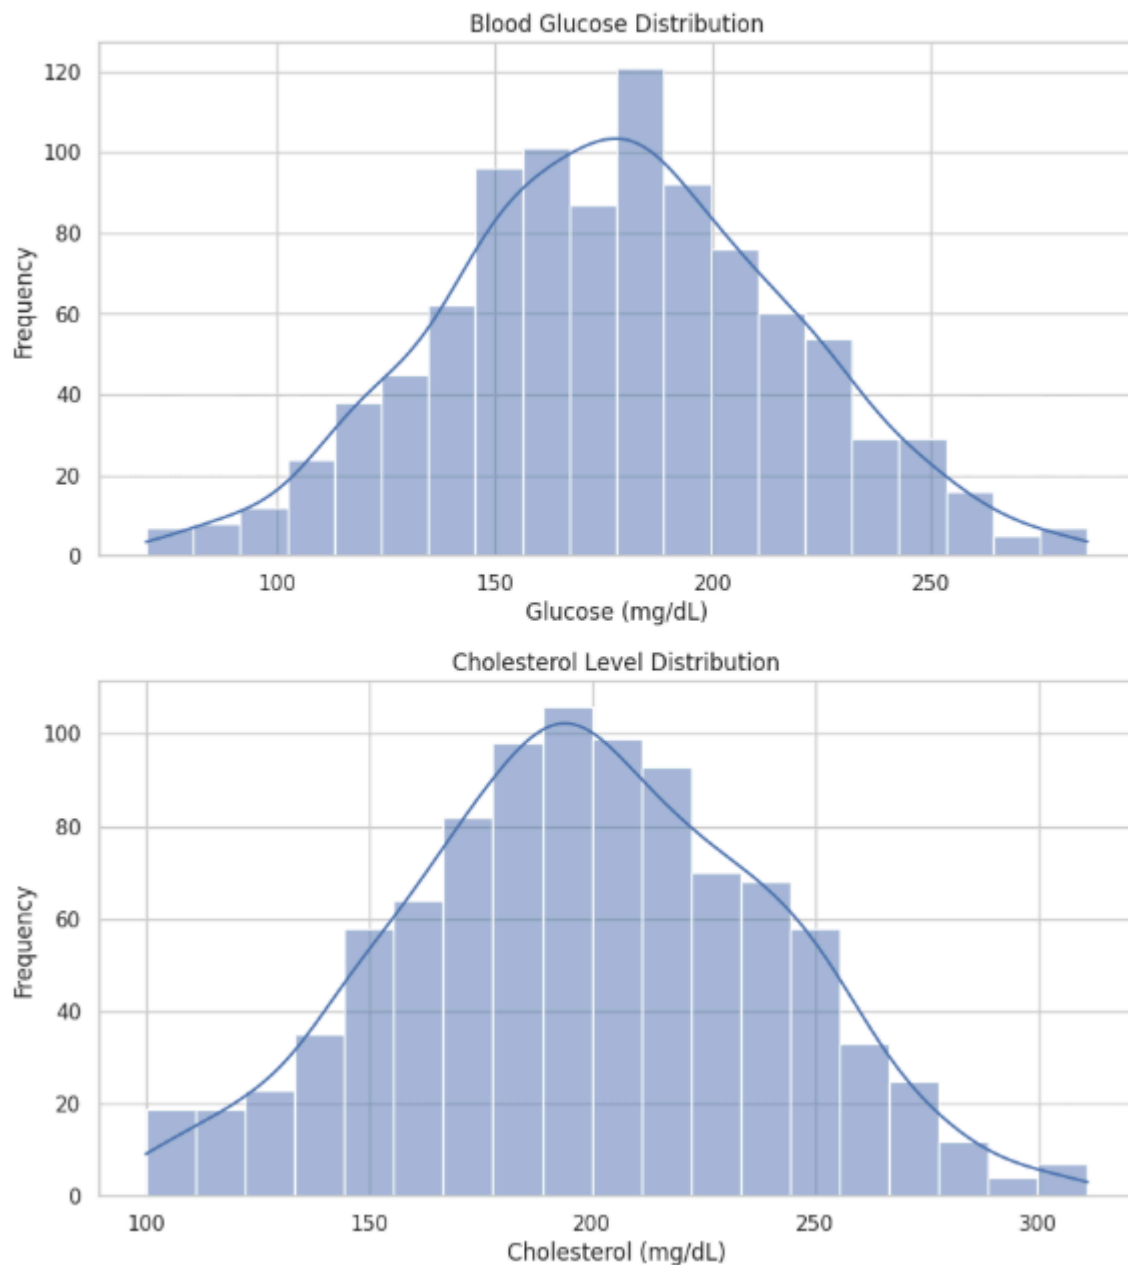 Blood Glucose Distribution
120
100
80
60
40
20
0
Frequency
100 150 200 250
Glucose (mg/dL)
Cholesterol Level Distribution
100
80
60
40
20
0
Frequency
100 150 200 250 300
Cholesterol (mg/dL)